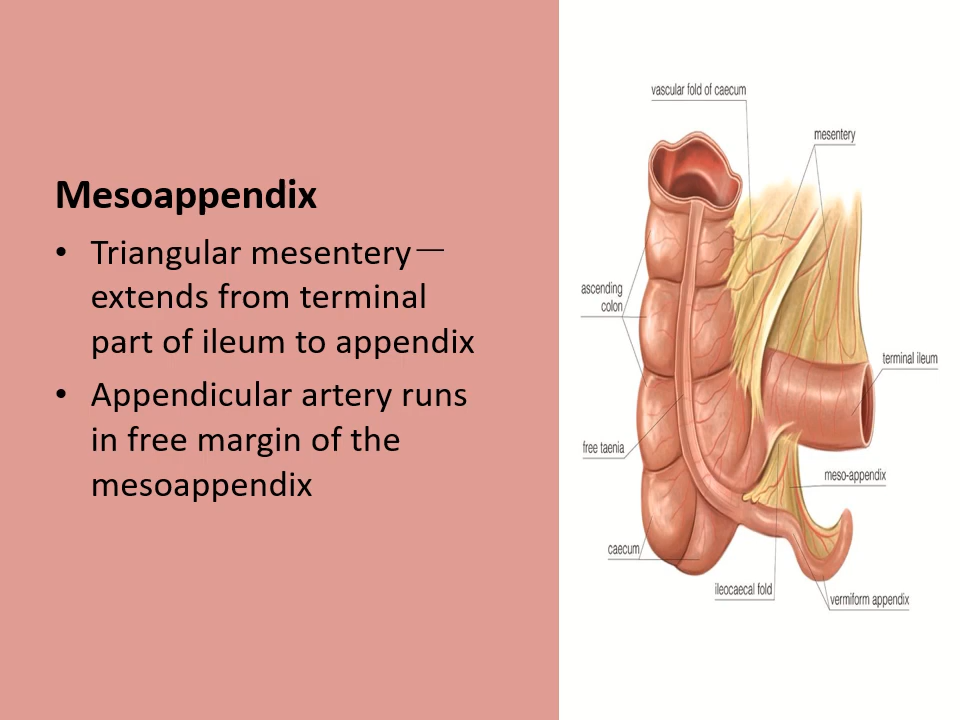 Mesoappendix
• Triangular mesentery—
extends from terminal
part of ileum to appendix
• Appendicular artery runs
in free margin of the
mesoappendix
vascular fold of caecum
mesentery
ascending
colon
terminal ileum
free taenia
meso-appendix
caecum
ileocaecal fold
vermiform appendix